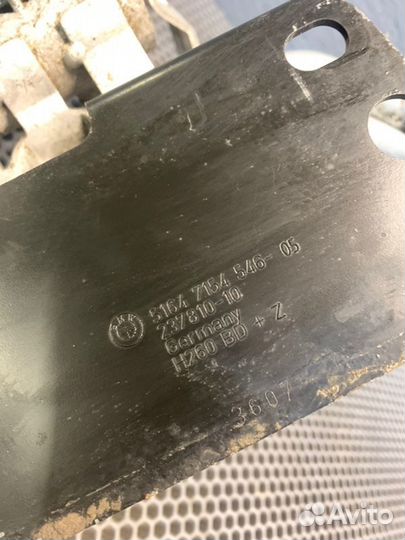 5164 7154 546-05
237810-10
Germany
H260 BD + Z
3607
Avito